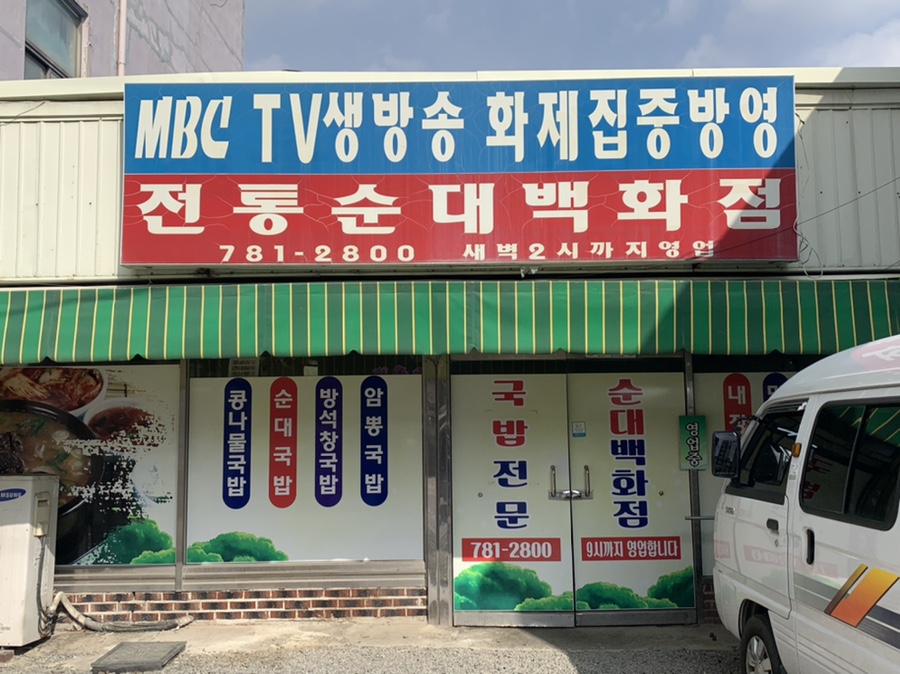 MBC TV생방송 화제집중방영
전통순대백화점
781-2800 새벽2시까지영업
콩나물국밥
순대국밥
방석창국밥
암뽕국밥
국밥전문
781-2800
순대백화점
9시까지 영업합니다
영업중
내
SAMSUNG